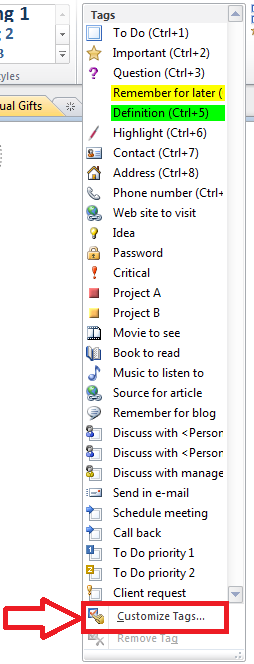 ng 1
g 2
3
yles
ual Gifts
Tags
To Do (Ctrl+1)
Important (Ctrl+2)
Question (Ctrl+3)
Remember for later (
Definition (Ctrl+5)
Highlight (Ctrl+6)
Contact (Ctrl+7)
Address (Ctrl+8)
Phone number (Ctrl+
Web site to visit
Idea
Password
Critical
Project A
Project B
Movie to see
Book to read
Music to listen to
Source for article
Remember for blog
Discuss with <Person
Discuss with <Person
Discuss with manage
Send in e-mail
Schedule meeting
Call back
To Do priority 1
To Do priority 2
Client request
Customize Tags...
Remove Tag